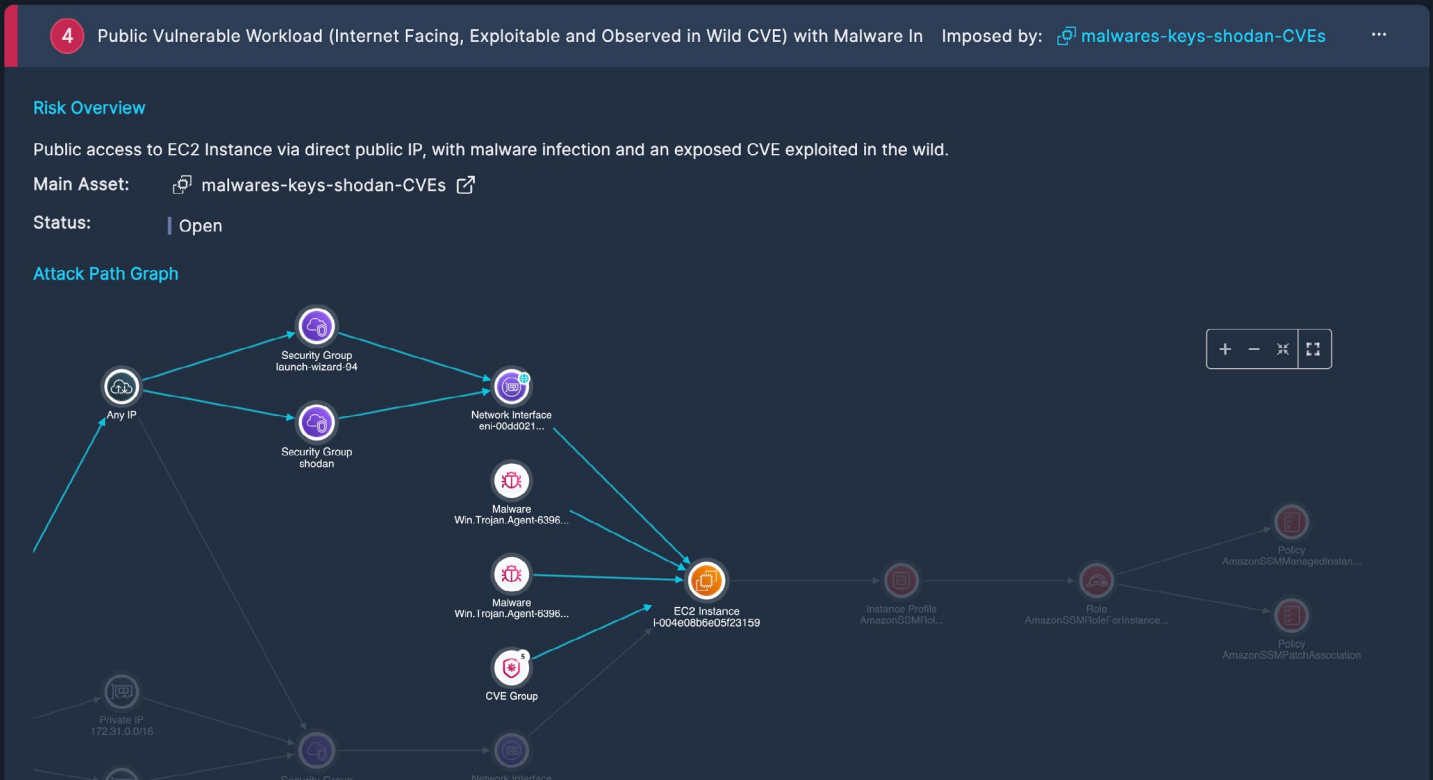 4 Public Vulnerable Workload (Internet Facing, Exploitable and Observed in Wild CVE) with Malware In Imposed by: malwares-keys-shodan-CVEs ...
Risk Overview
Public access to EC2 Instance via direct public IP, with malware infection and an exposed CVE exploited in the wild.
Main Asset: malwares-keys-shodan-CVEs
Status: Open
Attack Path Graph
Security Group
launch-wizard-94
Any IP
Network Interface
eni-00dd021...
Security Group
shodan
Malware
Win.Trojan.Agent-6396...
Policy
AmazonSSMManagedInstan...
Malware
Win.Trojan.Agent-6396...
EC2 Instance
i-004e08b6e05f23159
Instance Profile
AmazonSSMRol...
Role
AmazonSSMRoleForInstance...
Policy
AmazonSSMPatchAssociation
5
CVE Group
Private IP
172.31.0.0/16
Security Group
Network Interface